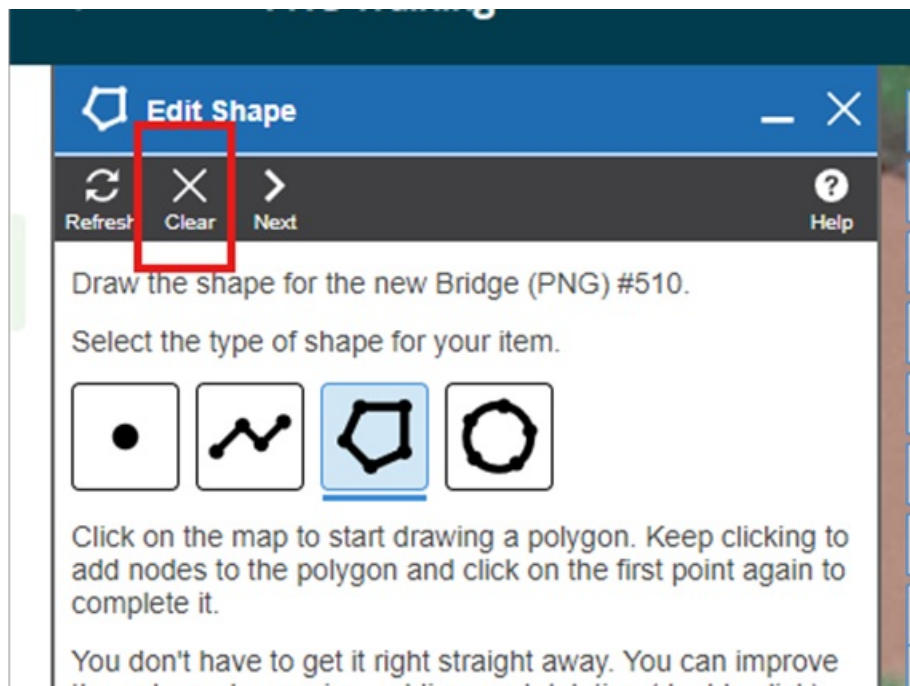 Edit Shape
Refresh Clear Next Help
Draw the shape for the new Bridge (PNG) #510.
Select the type of shape for your item.
Click on the map to start drawing a polygon. Keep clicking to
add nodes to the polygon and click on the first point again to
complete it.
You don't have to get it right straight away. You can improve